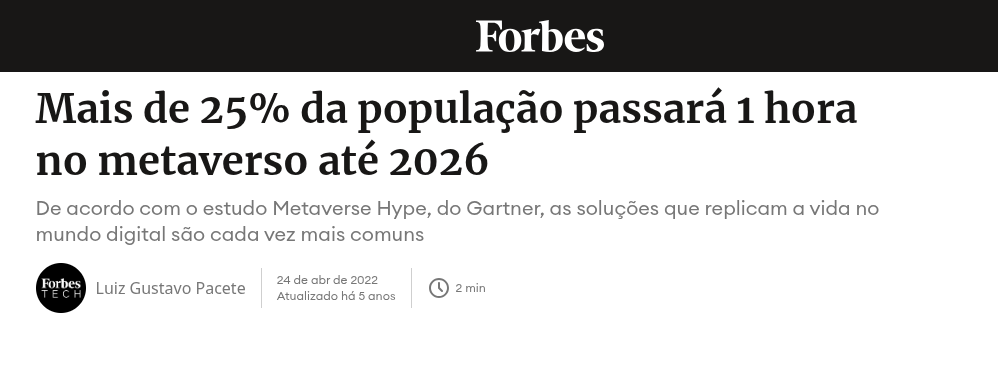 Forbes
Mais de 25% da população passará 1 hora
no metaverso até 2026
De acordo com o estudo Metaverse Hype, do Gartner, as soluções que replicam a vida no
mundo digital são cada vez mais comuns
Forbes
TECH
Luiz Gustavo Pacete
24 de abr de 2022
Atualizado há 5 anos
2 min